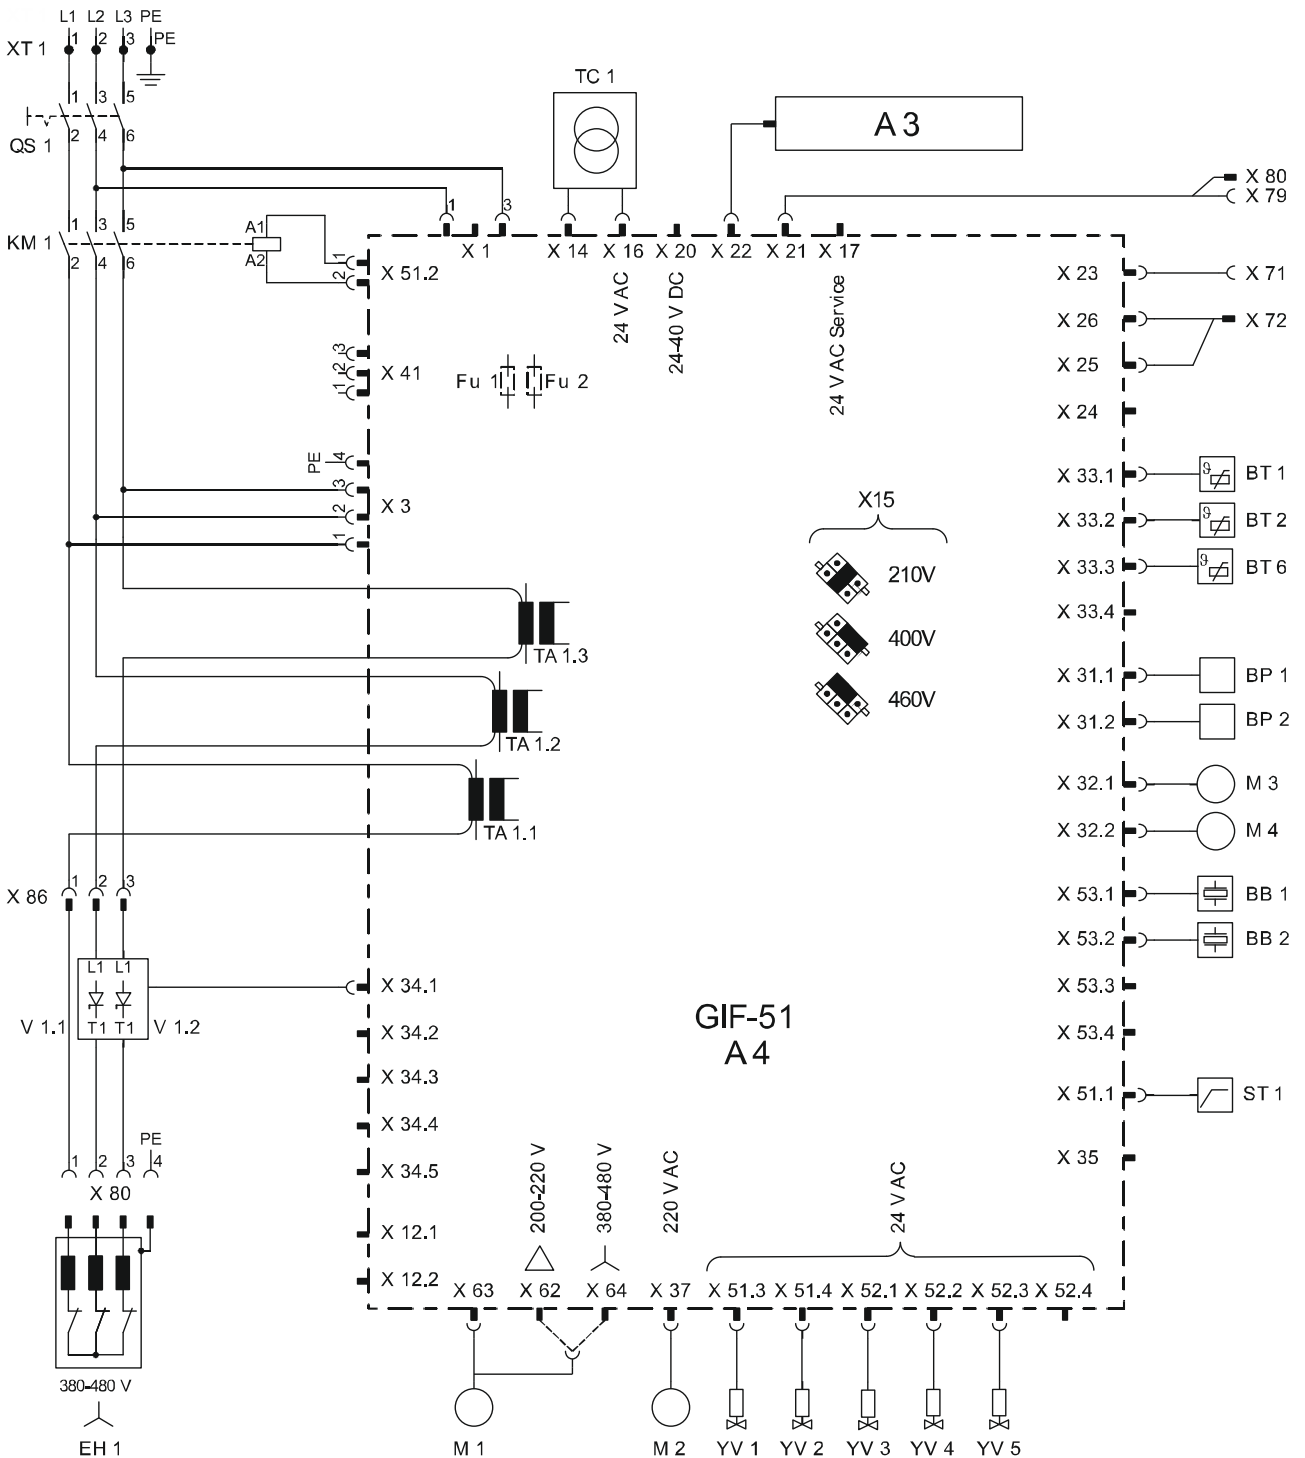 L1 L2 L3 PE
XT 1 1 2 3 PE
1 3 5
QS 1 2 4 6
TC 1
A 3
X 80
X 79
1 3
1 3 5
KM 1 A1
A2
2 4 6
X 1 X 14 X 16 X 20 X 22 X 21 X 17
24 V AC
24-40 V DC
24 V AC Service
1
2
X 51.2
X 23 X 71
X 26 X 72
X 25
X 24
3
2
1
X 41
Fu 1 Fu 2
PE 4
3
2
1
X 3
X 33.1 BT 1
X 33.2 BT 2
X 33.3 BT 6
X 33.4
ϑ
ϑ
ϑ
X15
210V
400V
460V
TA 1.3
TA 1.2
TA 1.1
X 31.1 BP 1
X 31.2 BP 2
X 32.1 M 3
X 32.2 M 4
X 53.1 BB 1
X 53.2 BB 2
X 53.3
X 53.4
X 51.1 ST 1
X 35
X 86 1 2 3
L1 L1
V 1.1 T1 T1 V 1.2
X 34.1
X 34.2
X 34.3
X 34.4
X 34.5
X 12.1
X 12.2
GIF-51
A 4
PE
1 2 3 4
X 80
380-480 V
EH 1
200-220 V
380-480 V
220 V AC
24 V AC
X 63 X 62 X 64 X 37 X 51.3 X 51.4 X 52.1 X 52.2 X 52.3 X 52.4
M 1 M 2 YV 1 YV 2 YV 3 YV 4 YV 5